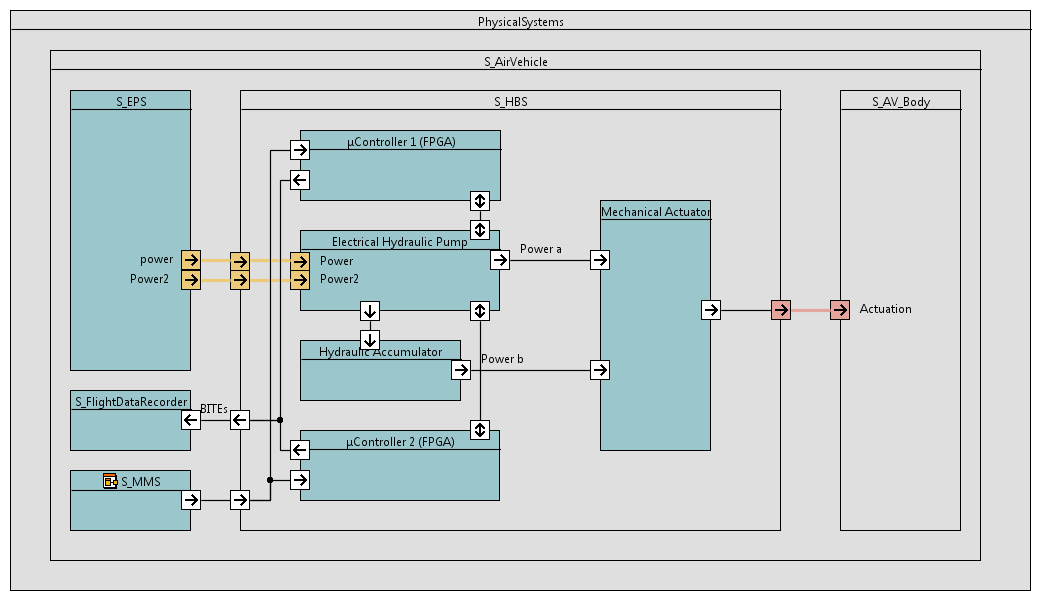 PhysicalSystems
S_AirVehicle
S_EPS
S_HBS
S_AV_Body
µController 1 (FPGA)
Mechanical Actuator
Electrical Hydraulic Pump
Power a
power
Power
Power2
Power2
Actuation
Hydraulic Accumulator
Power b
S_FlightDataRecorder
BITEs
µController 2 (FPGA)
S_MMS